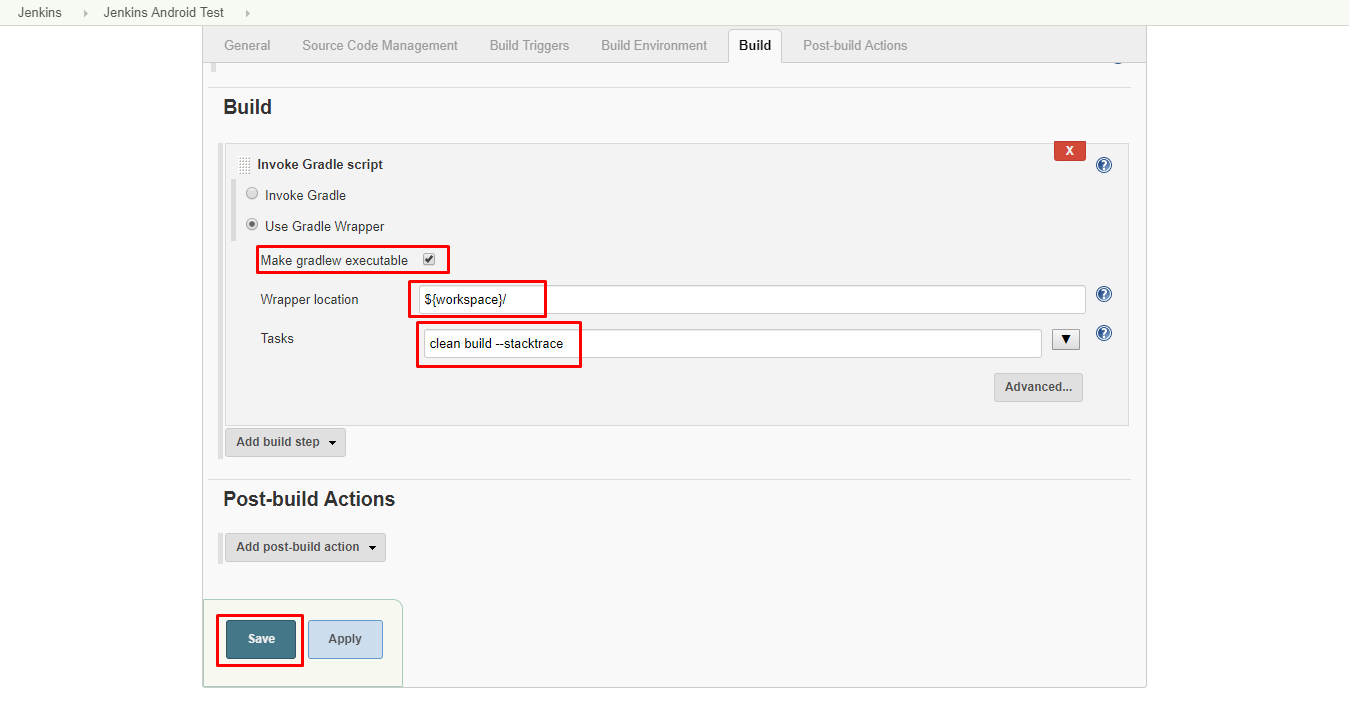 Jenkins Jenkins Android Test
General Source Code Management Build Triggers Build Environment Build Post-build Actions
Build
Invoke Gradle script X ?
Invoke Gradle
Use Gradle Wrapper
Make gradlew executable
Wrapper location ${workspace}/ ?
Tasks clean build --stacktrace ▼ ?
Advanced...
Add build step
Post-build Actions
Add post-build action
Save Apply